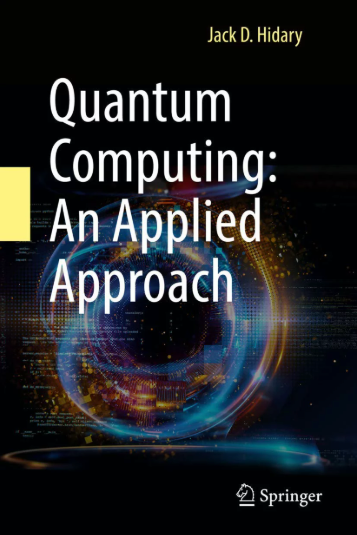 Jack D. Hidary
Quantum
Computing:
An Applied
Approach
Springer